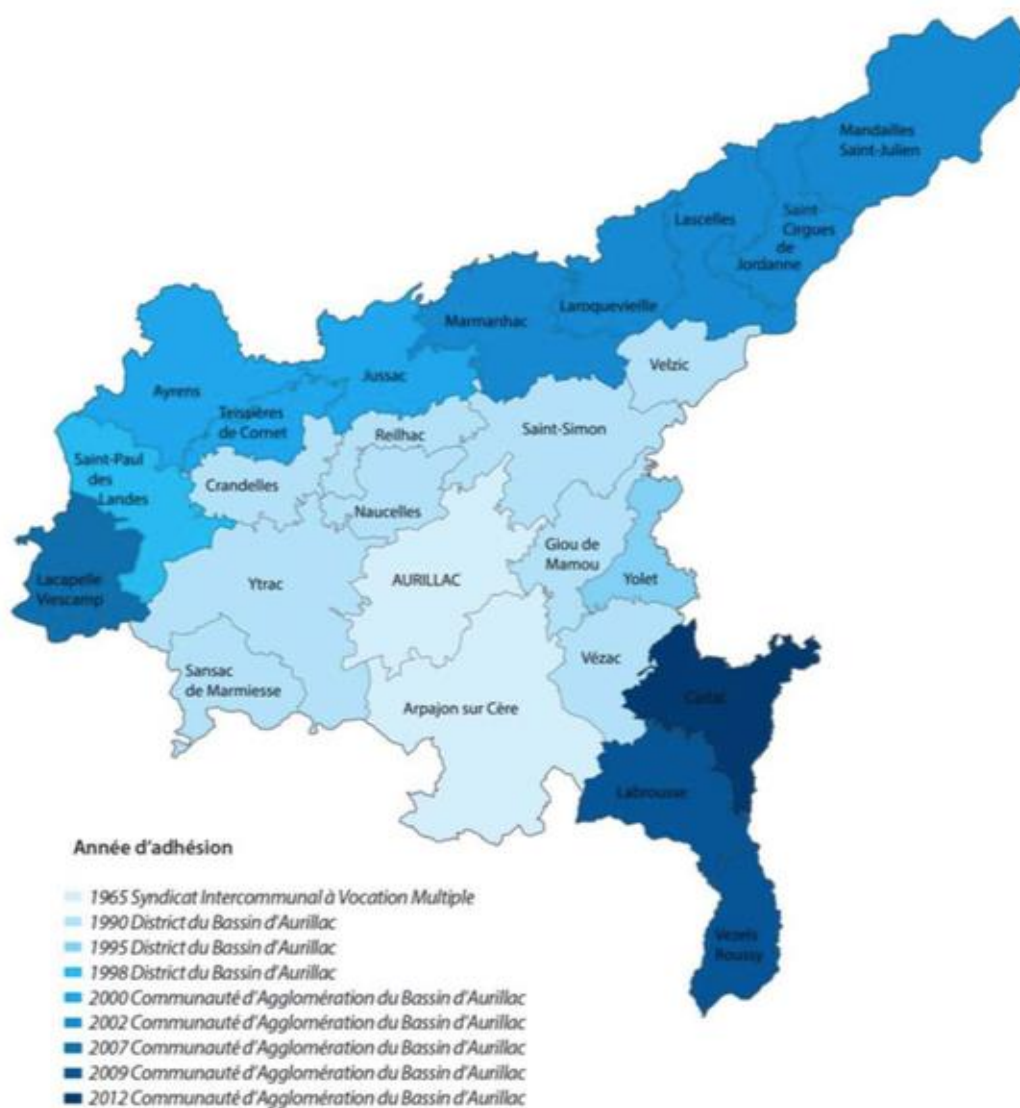 Mandailles
Saint-Julien
Lascelles
Saint
Cirgues
de
Jordanne
Laroquevieille
Marmanhac
Velzic
Jussac
Ayrens
Teissières
de Cornet
Reilhac
Saint-Simon
Saint-Paul
des
Landes
Crandelles
Naucelles
Giou de
Mamou
Yolet
Lacapelle
Viescamp
Ytrac
AURILLAC
Vézac
Sansac
de Marmiesse
Arpajon sur Cère
Carlat
Labrousse
Vezels
Roussy
Année d'adhésion
1965 Syndicat Intercommunal à Vocation Multiple
1990 District du Bassin d'Aurillac
1995 District du Bassin d'Aurillac
1998 District du Bassin d'Aurillac
2000 Communauté d'Agglomération du Bassin d'Aurillac
2002 Communauté d'Agglomération du Bassin d'Aurillac
2007 Communauté d'Agglomération du Bassin d'Aurillac
2009 Communauté d'Agglomération du Bassin d'Aurillac
2012 Communauté d'Agglomération du Bassin d'Aurillac